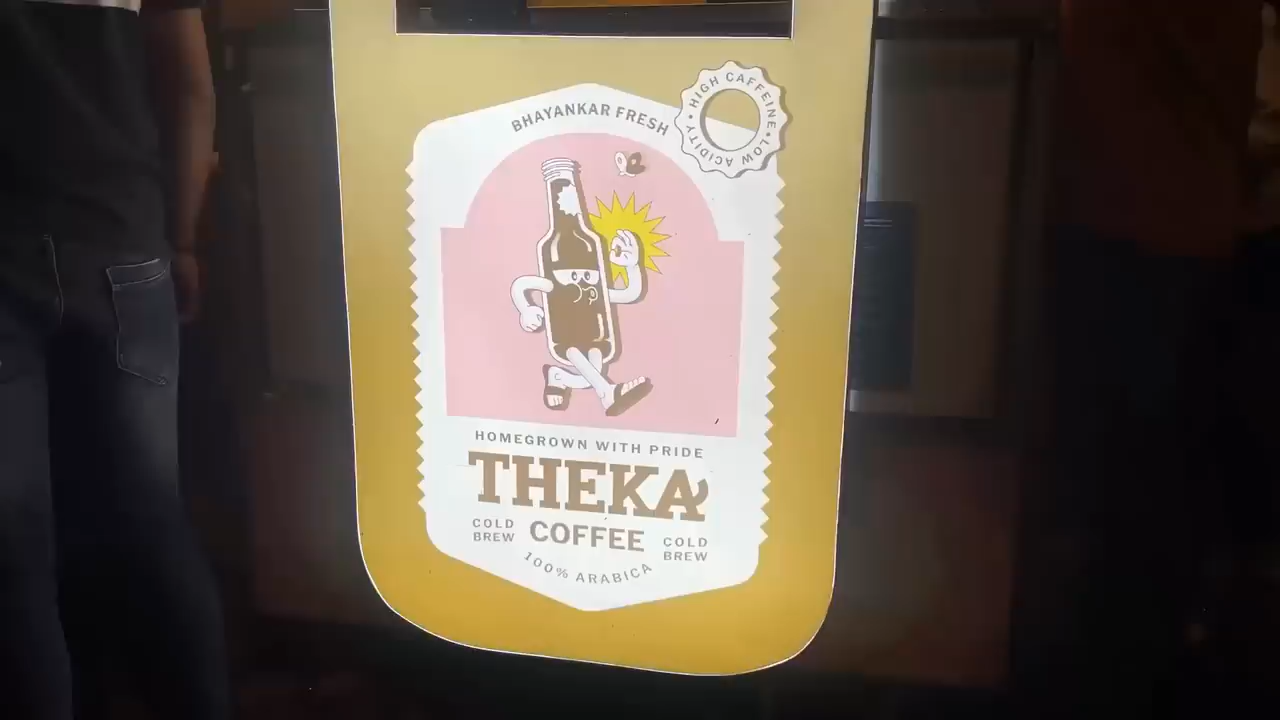 BHAYANKAR FRESH
HIGH CAFFEINE • LOW ACIDITY •
HOMEGROWN WITH PRIDE
THEKA
COLD BREW
COFFEE
COLD BREW
100% ARABICA